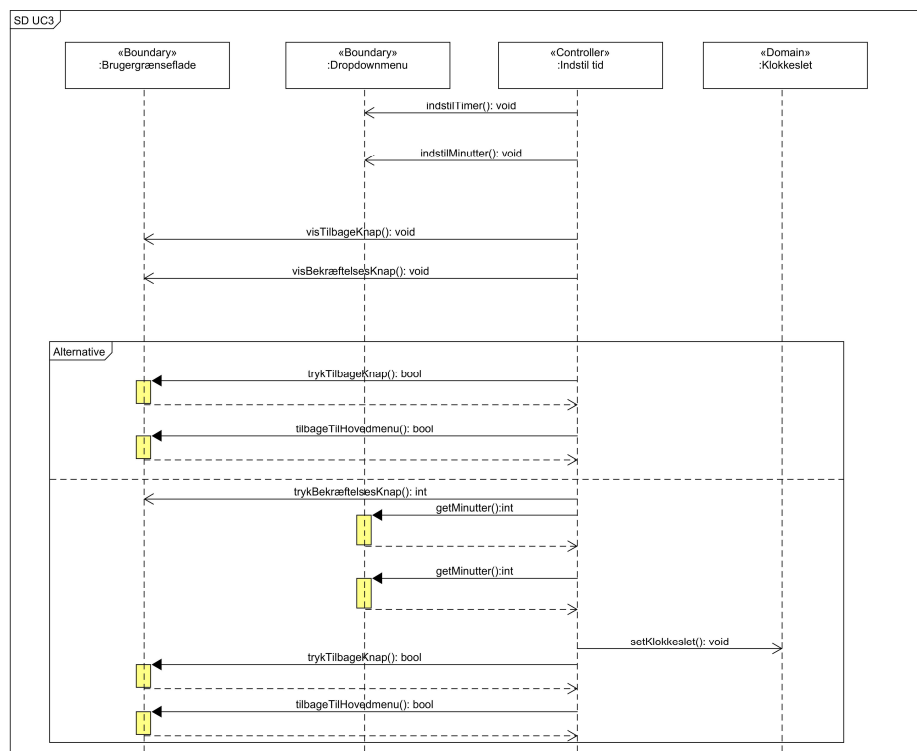 SD UC3
«Boundary»
:Brugergrænseflade
«Boundary»
:Dropdownmenu
«Controller»
:Indstil tid
«Domain»
:Klokkeslet
indstilTimer(): void
indstilMinutter(): void
visTilbageKnap(): void
visBekræftelsesKnap(): void
Alternative
trykTilbageKnap(): bool
tilbageTilHovedmenu(): bool
trykBekræftelsesKnap(): int
getMinutter():int
getMinutter():int
setKlokkeslet(): void
trykTilbageKnap(): bool
tilbageTilHovedmenu(): bool